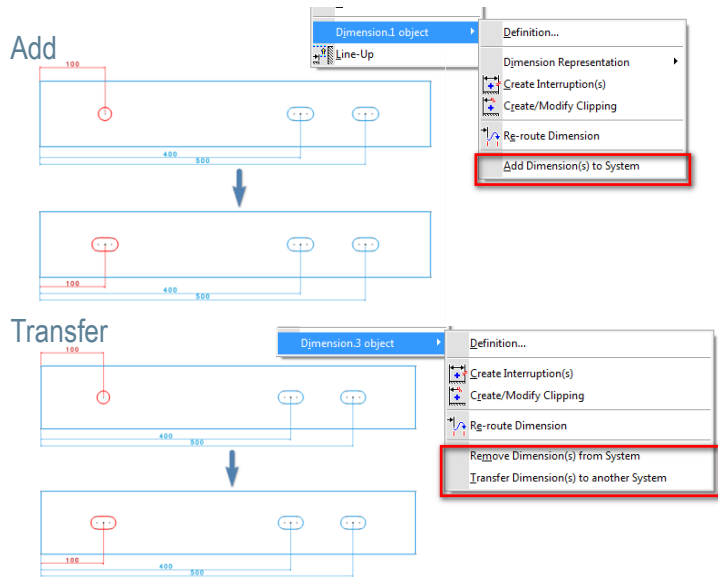 Add
100
400
500
100
400
500
Dimension.1 object
Line-Up
Definition...
Dimension Representation
Create Interruption(s)
Create/Modify Clipping
Re-route Dimension
Add Dimension(s) to System
Transfer
100
400
500
100
400
500
Dimension.3 object
Definition...
Create Interruption(s)
Create/Modify Clipping
Re-route Dimension
Remove Dimension(s) from System
Transfer Dimension(s) to another System